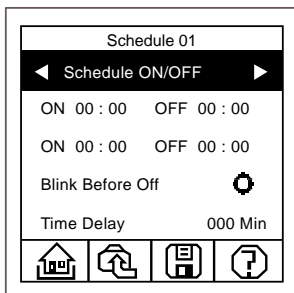 Schedule 01
Schedule ON/OFF
ON 00 : 00 OFF 00 : 00
ON 00 : 00 OFF 00 : 00
Blink Before Off
Time Delay 000 Min
?